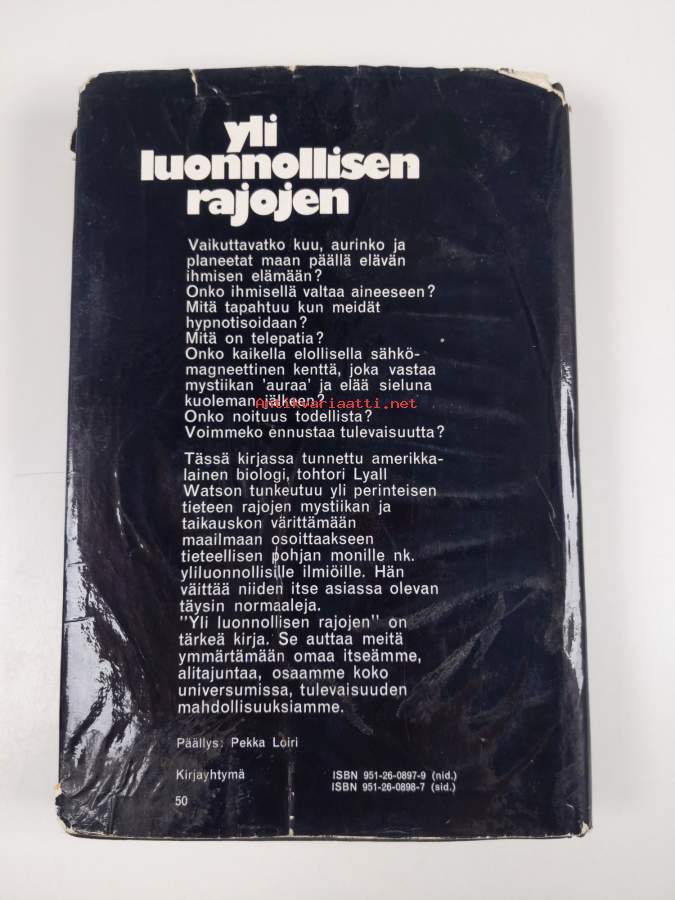 yli
luonnollisen
rajojen
Vaikuttavatko kuu, aurinko ja
planeetat maan päällä elävän
ihmisen elämään?
Onko ihmisellä valtaa aineeseen?
Mitä tapahtuu kun meidät
hypnotisoidaan?
Mitä on telepatia?
Onko kaikella elollisella sähkö-
magneettinen kenttä, joka vastaa
mystiikan 'auraa' ja elää sieluna
kuoleman jälkeen?
Antikvariaatti.net
Onko noituus todellista?
Voimmeko ennustaa tulevaisuutta?
Tässä kirjassa tunnettu amerikka-
lainen biologi, tohtori Lyall
Watson tunkeutuu yli perinteisen
tieteen rajojen mystiikan ja
taikauskon värittämään
maailmaan osoittaakseen
tieteellisen pohjan monille nk.
yliluonnollisille ilmiöille. Hän
väittää niiden itse asiassa olevan
täysin normaaleja.
"Yli luonnollisen rajojen" on
tärkeä kirja. Se auttaa meitä
ymmärtämään omaa itseämme,
alitajuntaa, osaamme koko
universumissa, tulevaisuuden
mahdollisuuksiamme.
Päällys: Pekka Loiri
Kirjayhtymä
ISBN 951-26-0897-9 (nid.)
ISBN 951-26-0898-7 (sid.)
50